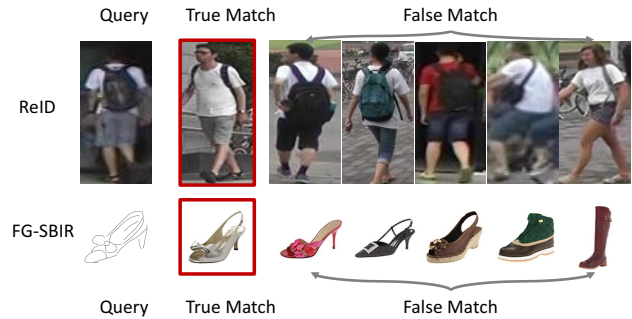 Query True Match False Match
ReID
FG-SBIR
Query True Match False Match